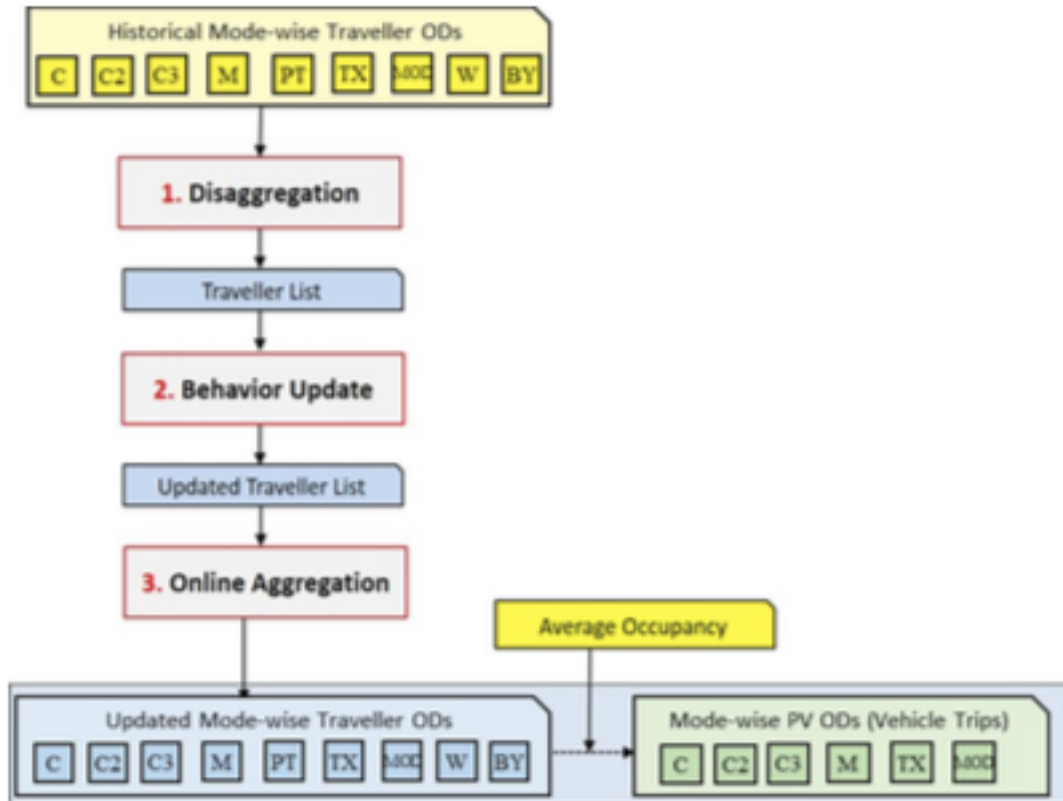 Historical Mode-wise Traveller ODs
C C2 C3 M PT TX MOD W BY
1. Disaggregation
Traveller List
2. Behavior Update
Updated Traveller List
3. Online Aggregation
Average Occupancy
Updated Mode-wise Traveller ODs
C C2 C3 M PT TX MOD W BY
Mode-wise PV ODs (Vehicle Trips)
C C2 C3 M TX MOD